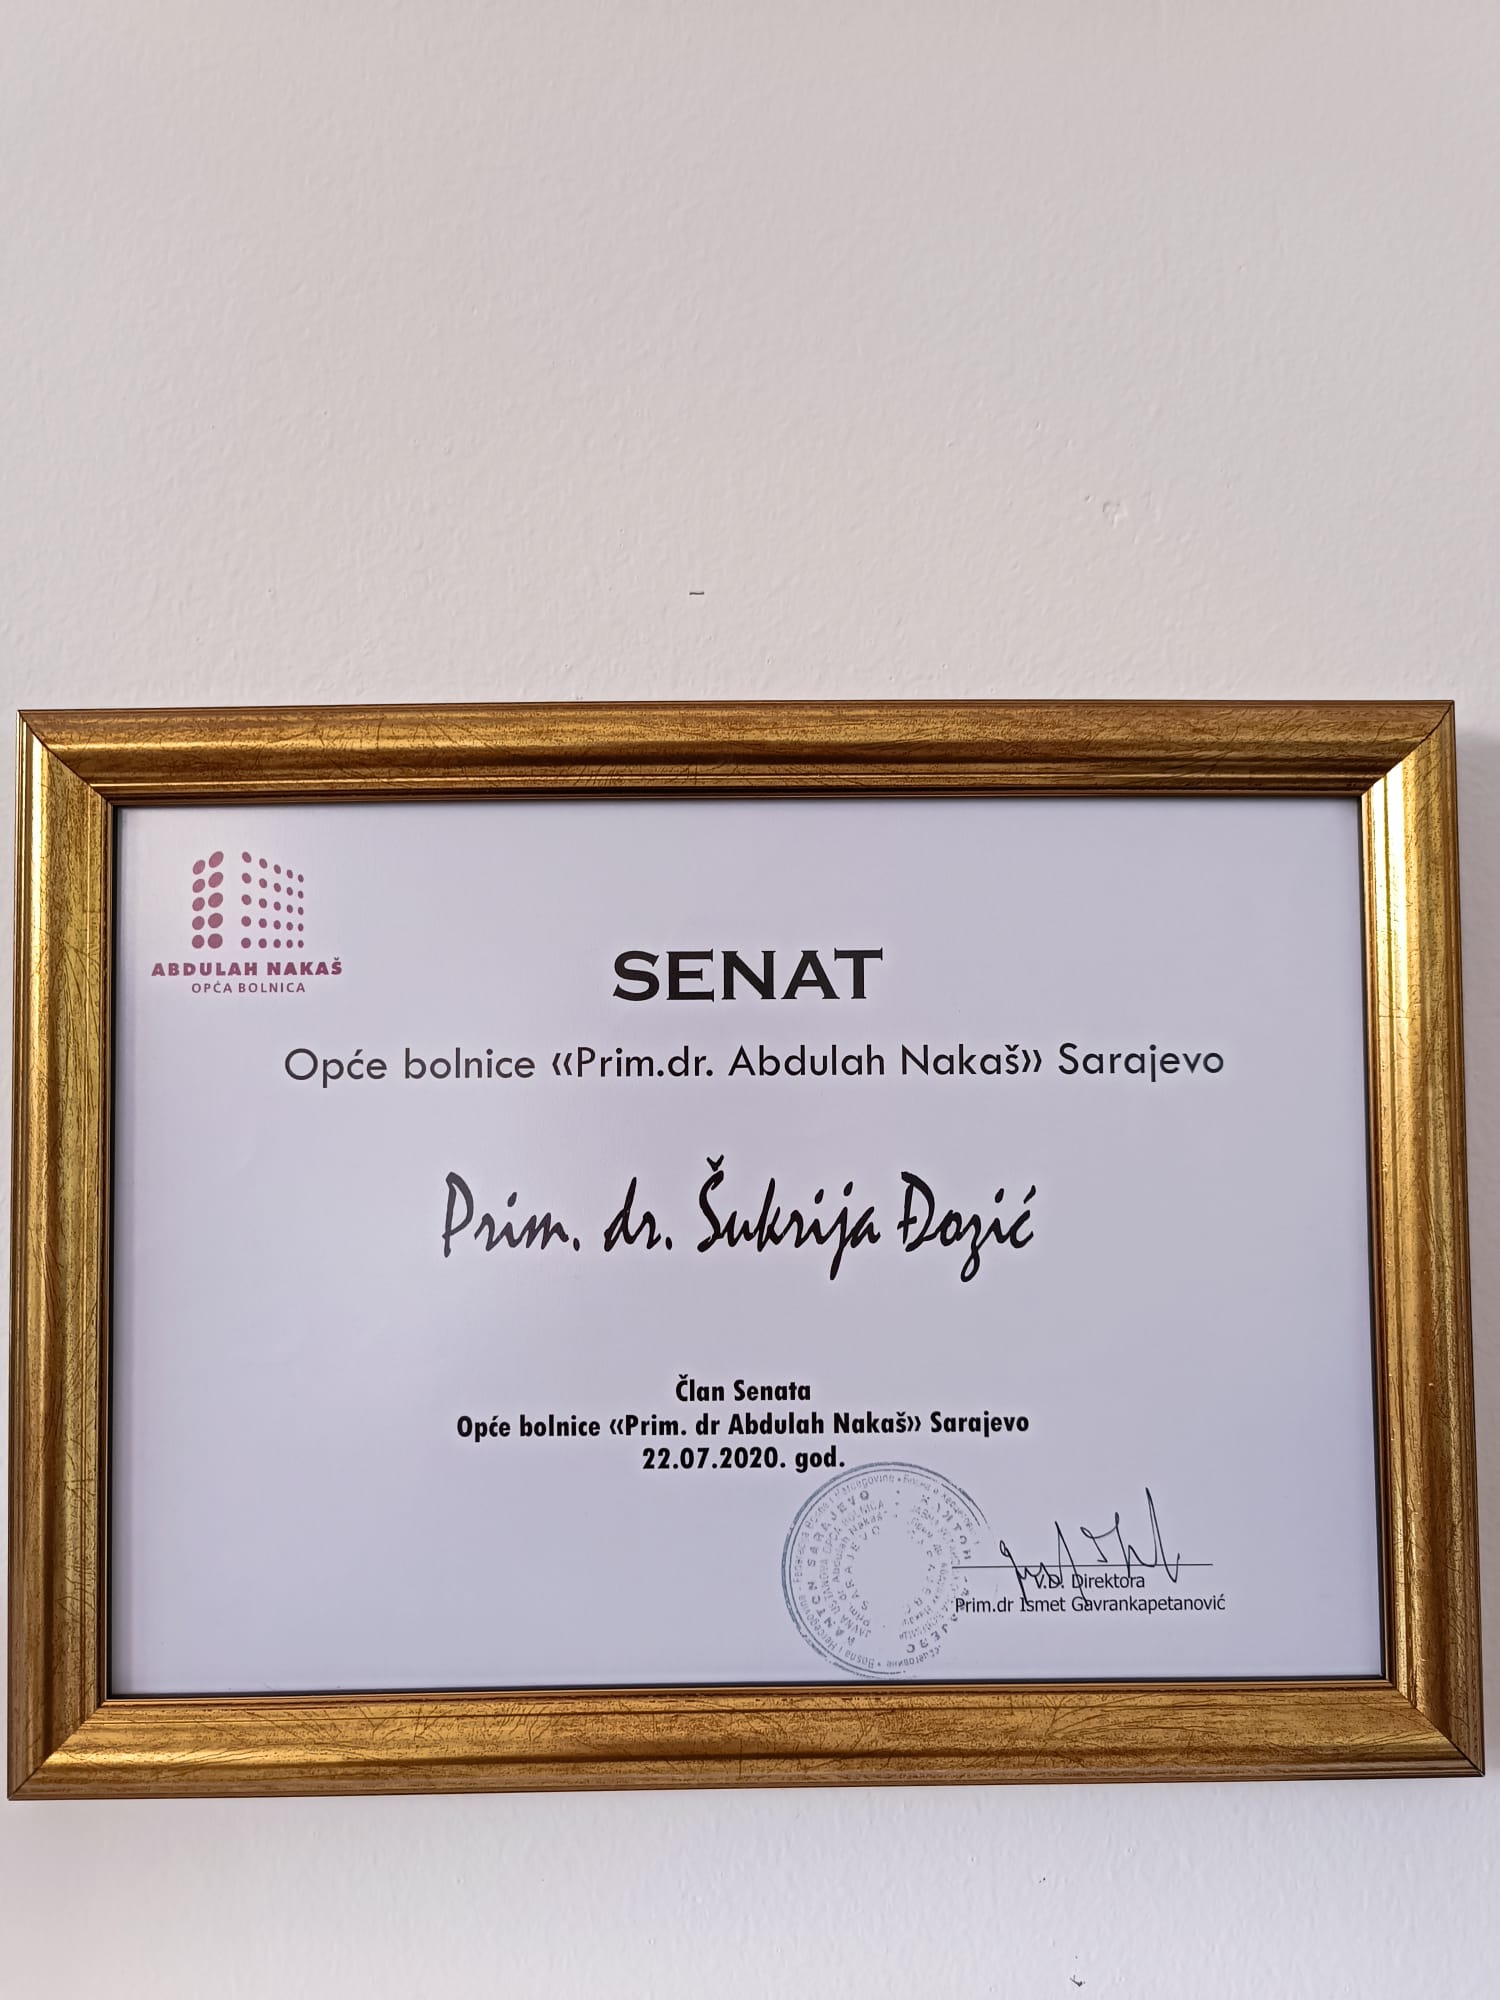 ABDULAH NAKAŠ
OPĆA BOLNICA
SENAT
Opće bolnice «Prim.dr. Abdulah Nakaš» Sarajevo
Prim. dr. Šukrija Đozić
Član Senata
Opće bolnice «Prim. dr Abdulah Nakaš» Sarajevo
22.07.2020. god.
V.D. Direktora
Prim.dr Ismet Gavrankapetanović